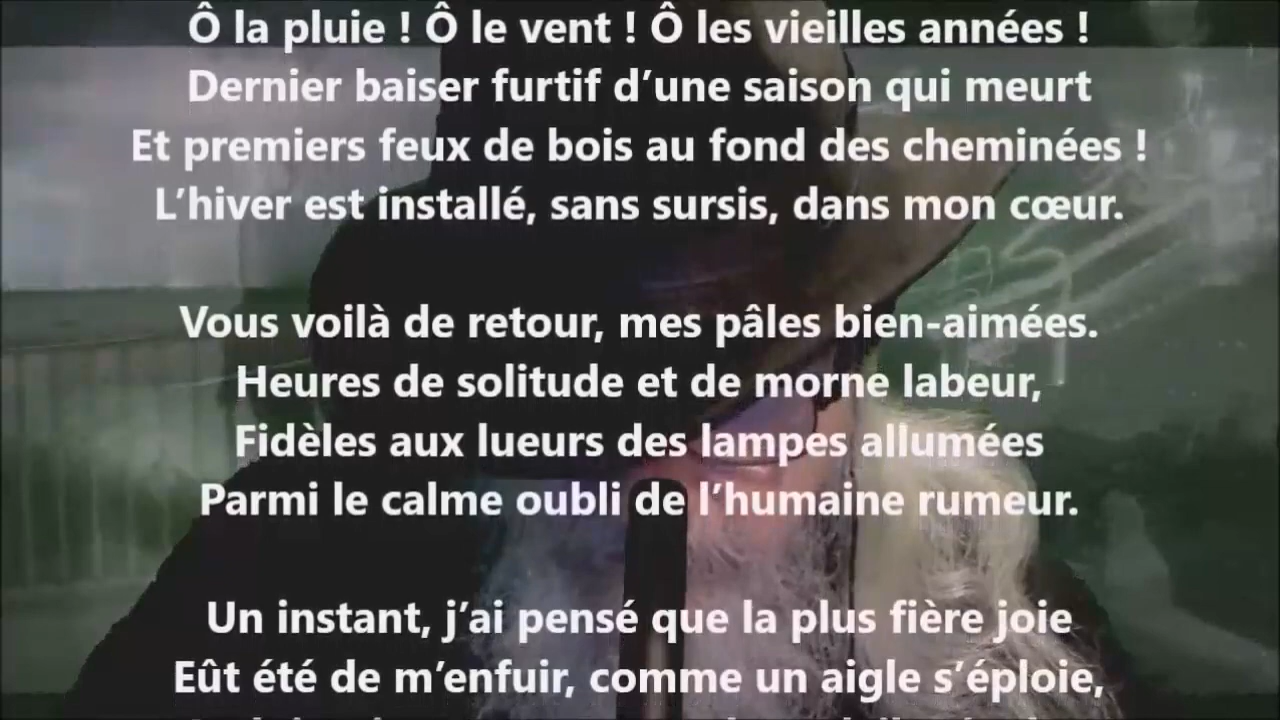 Ô la pluie ! Ô le vent ! Ô les vieilles années !
Dernier baiser furtif d’une saison qui meurt
Et premiers feux de bois au fond des cheminées !
L’hiver est installé, sans sursis, dans mon cœur.
Vous voilà de retour, mes pâles bien-aimées.
Heures de solitude et de morne labeur,
Fidèles aux lueurs des lampes allumées
Parmi le calme oubli de l’humaine rumeur.
Un instant, j’ai pensé que la plus fière joie
Eût été de m’enfuir, comme un aigle s’éploie,